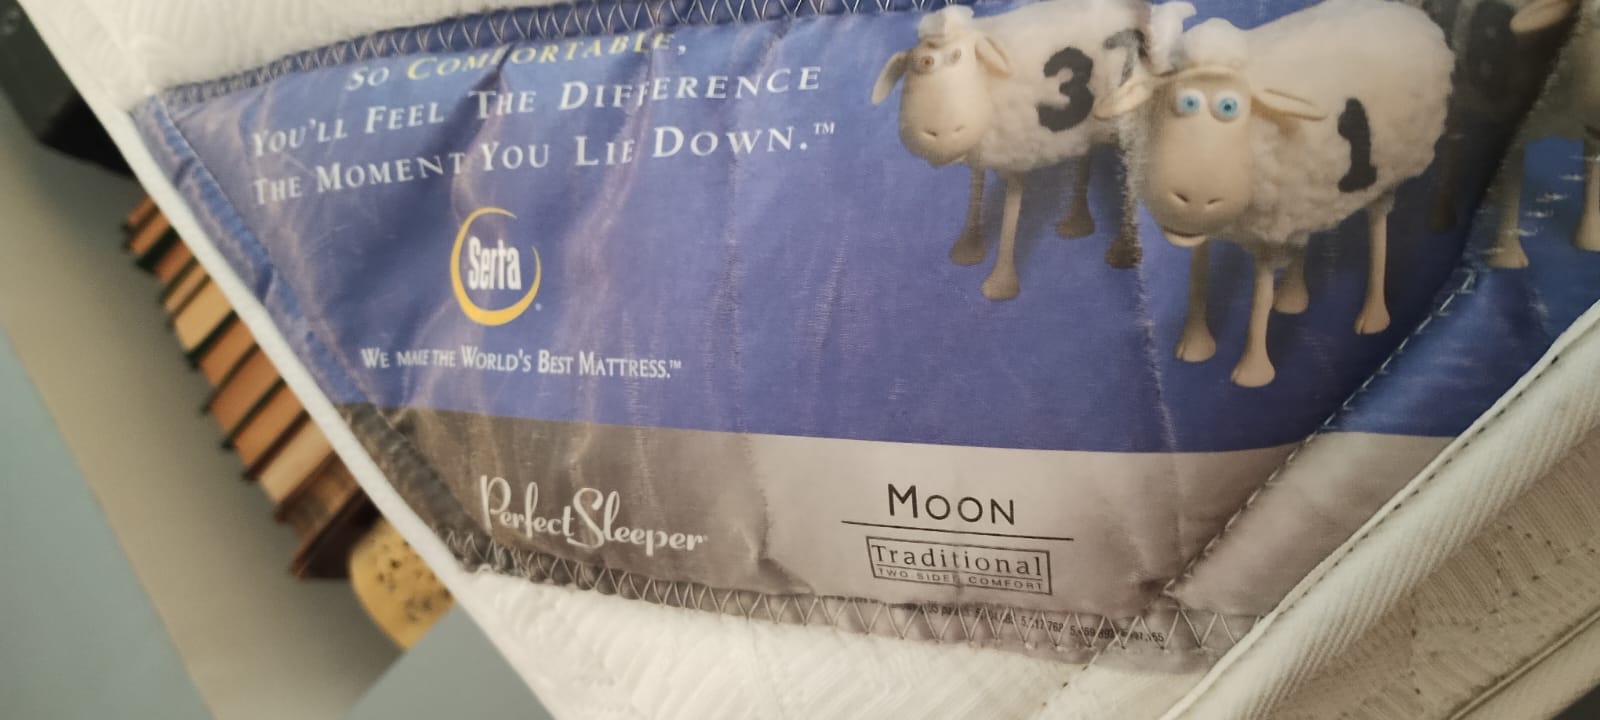 SO COMFORTABLE,
YOU'LL FEEL THE DIFFERENCE
THE MOMENT YOU LIE DOWN.™
Serta®
WE MAKE THE WORLD'S BEST MATTRESS.™
Perfect Sleeper
MOON
Traditional
TWO SIDED COMFORT
3
1